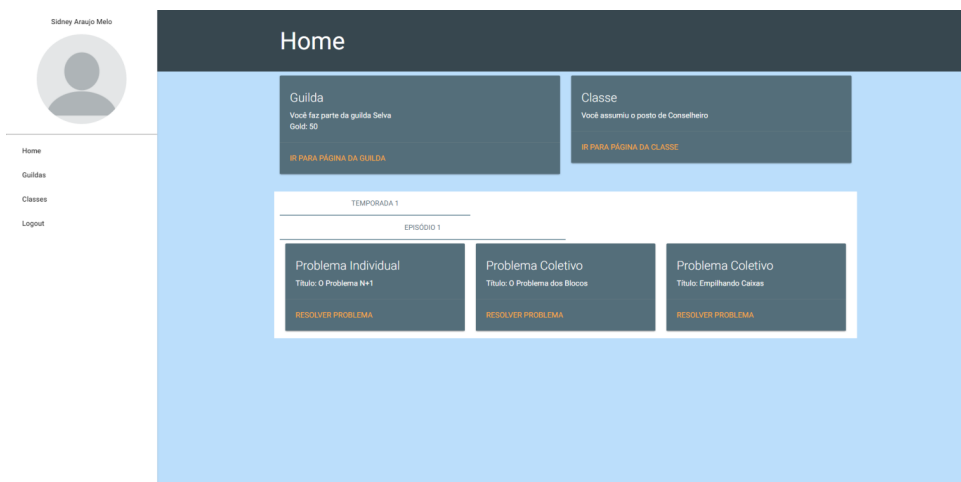 Sidney Araujo Melo
Home
Guildas
Classes
Logout
Home
Guilda
Você faz parte da guilda Selva
Gold: 50
IR PARA PÁGINA DA GUILDA
Classe
Você assumiu o posto de Conselheiro
IR PARA PÁGINA DA CLASSE
TEMPORADA 1
EPISÓDIO 1
Problema Individual
Título: O Problema N+1
RESOLVER PROBLEMA
Problema Coletivo
Título: O Problema dos Blocos
RESOLVER PROBLEMA
Problema Coletivo
Título: Empilhando Caixas
RESOLVER PROBLEMA